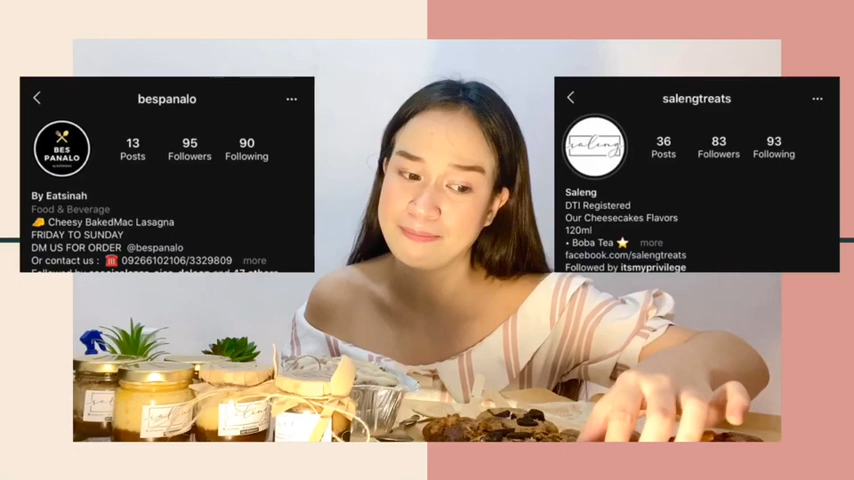 bespanalo
BES
PANALO
13
Posts
95
Followers
90
Following
By Eatsinah
Food & Beverage
🧀 Cheesy BakedMac Lasagna
FRIDAY TO SUNDAY
DM US FOR ORDER @bespanalo
Or contact us : ☎️ 09266102106/3329809 more
salengtreats
saleng
36
Posts
83
Followers
93
Following
Saleng
DTI Registered
Our Cheesecakes Flavors
120ml
• Boba Tea ⭐ more
facebook.com/salengtreats
Followed by itsmyprivilege